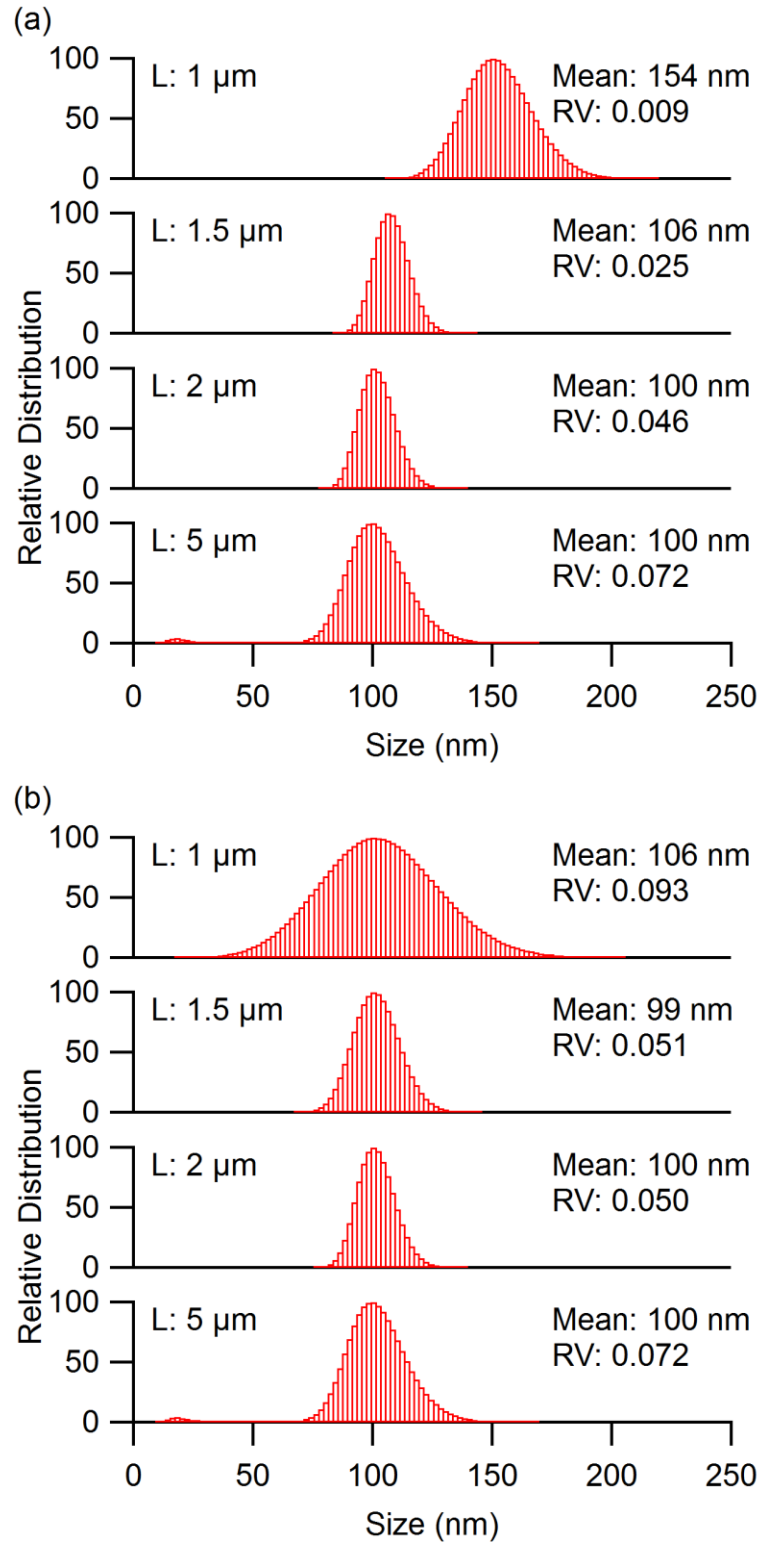 (a)
Relative Distribution
100
50
0
L: 1 µm
Mean: 154 nm
RV: 0.009
100
50
0
L: 1.5 µm
Mean: 106 nm
RV: 0.025
100
50
0
L: 2 µm
Mean: 100 nm
RV: 0.046
100
50
0
L: 5 µm
Mean: 100 nm
RV: 0.072
0 50 100 150 200 250
Size (nm)
(b)
Relative Distribution
100
50
0
L: 1 µm
Mean: 106 nm
RV: 0.093
100
50
0
L: 1.5 µm
Mean: 99 nm
RV: 0.051
100
50
0
L: 2 µm
Mean: 100 nm
RV: 0.050
100
50
0
L: 5 µm
Mean: 100 nm
RV: 0.072
0 50 100 150 200 250
Size (nm)